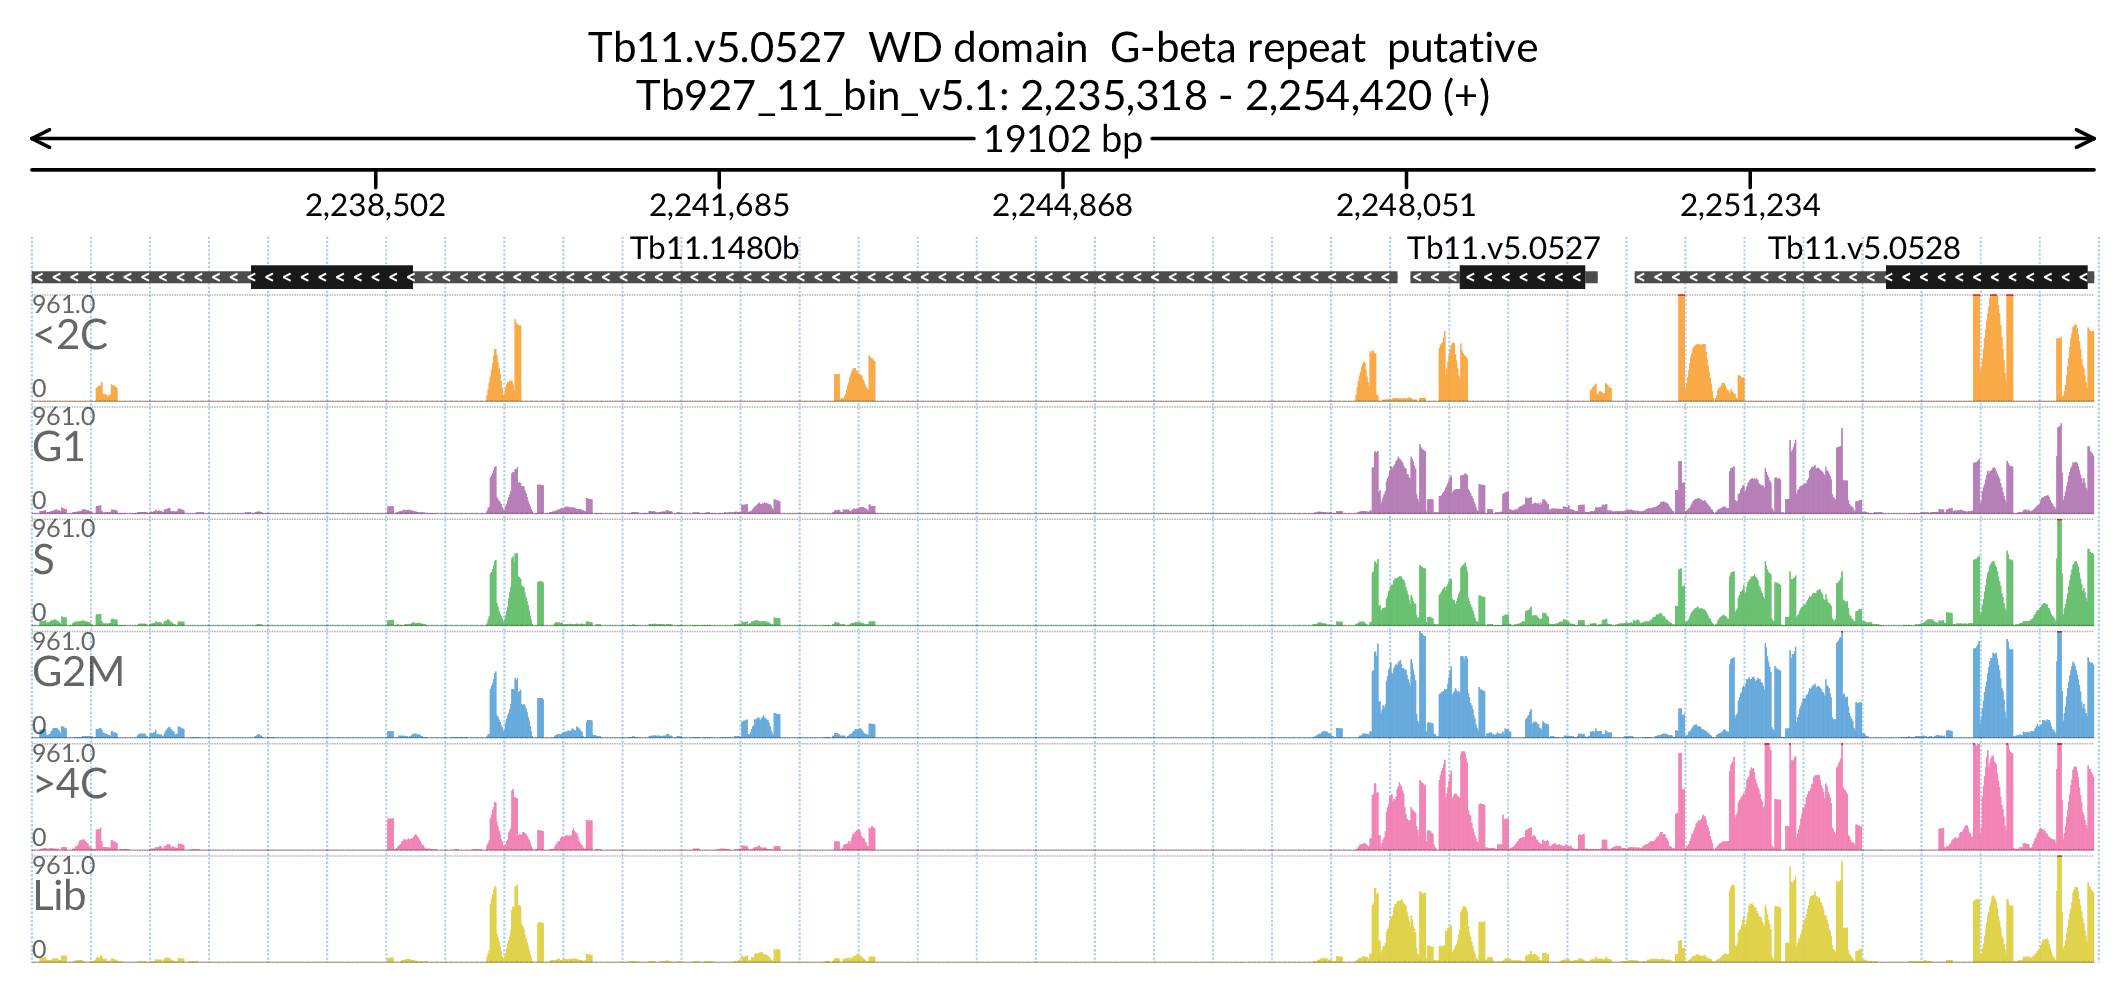 Tb11.v5.0527 WD domain G-beta repeat putative
Tb927_11_bin_v5.1: 2,235,318 - 2,254,420 (+)
19102 bp
2,238,502 2,241,685 2,244,868 2,248,051 2,251,234
Tb11.1480b Tb11.v5.0527 Tb11.v5.0528
961.0
<2C
0
961.0
G1
0
961.0
S
0
961.0
G2M
0
961.0
>4C
0
961.0
Lib
0